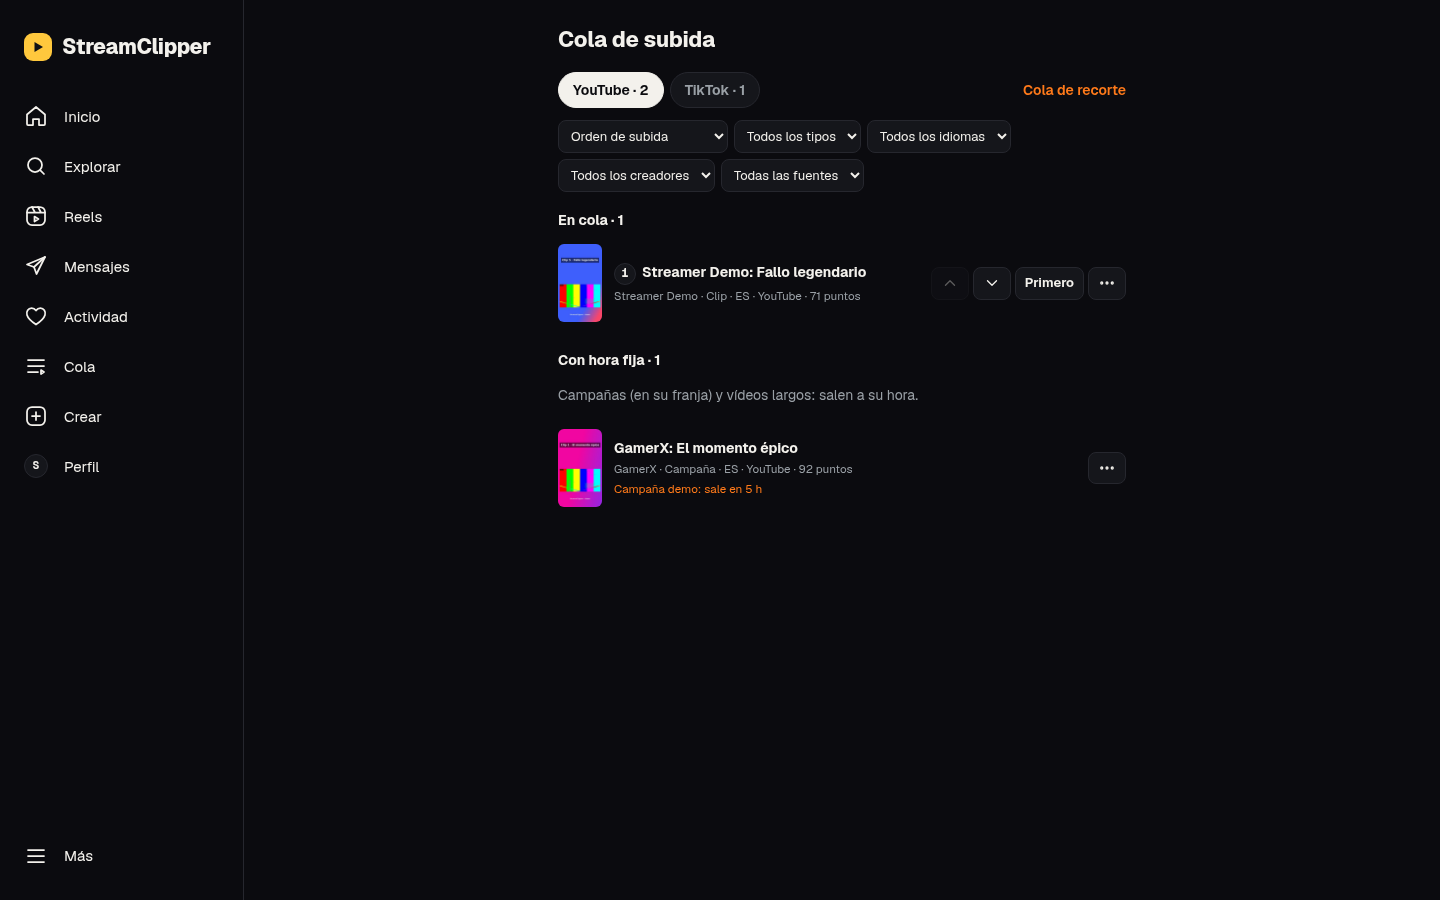 StreamClipper
Inicio
Explorar
Reels
Mensajes
Actividad
Cola
Crear
S
Perfil
Más
Cola de subida
YouTube · 2
TikTok · 1
Cola de recorte
Orden de subida
Todos los tipos
Todos los idiomas
Todos los creadores
Todas las fuentes
En cola · 1
1 Streamer Demo: Fallo legendario
Streamer Demo · Clip · ES · YouTube · 71 puntos
Primero
Con hora fija · 1
Campañas (en su franja) y vídeos largos: salen a su hora.
GamerX: El momento épico
GamerX · Campaña · ES · YouTube · 92 puntos
Campaña demo: sale en 5 h